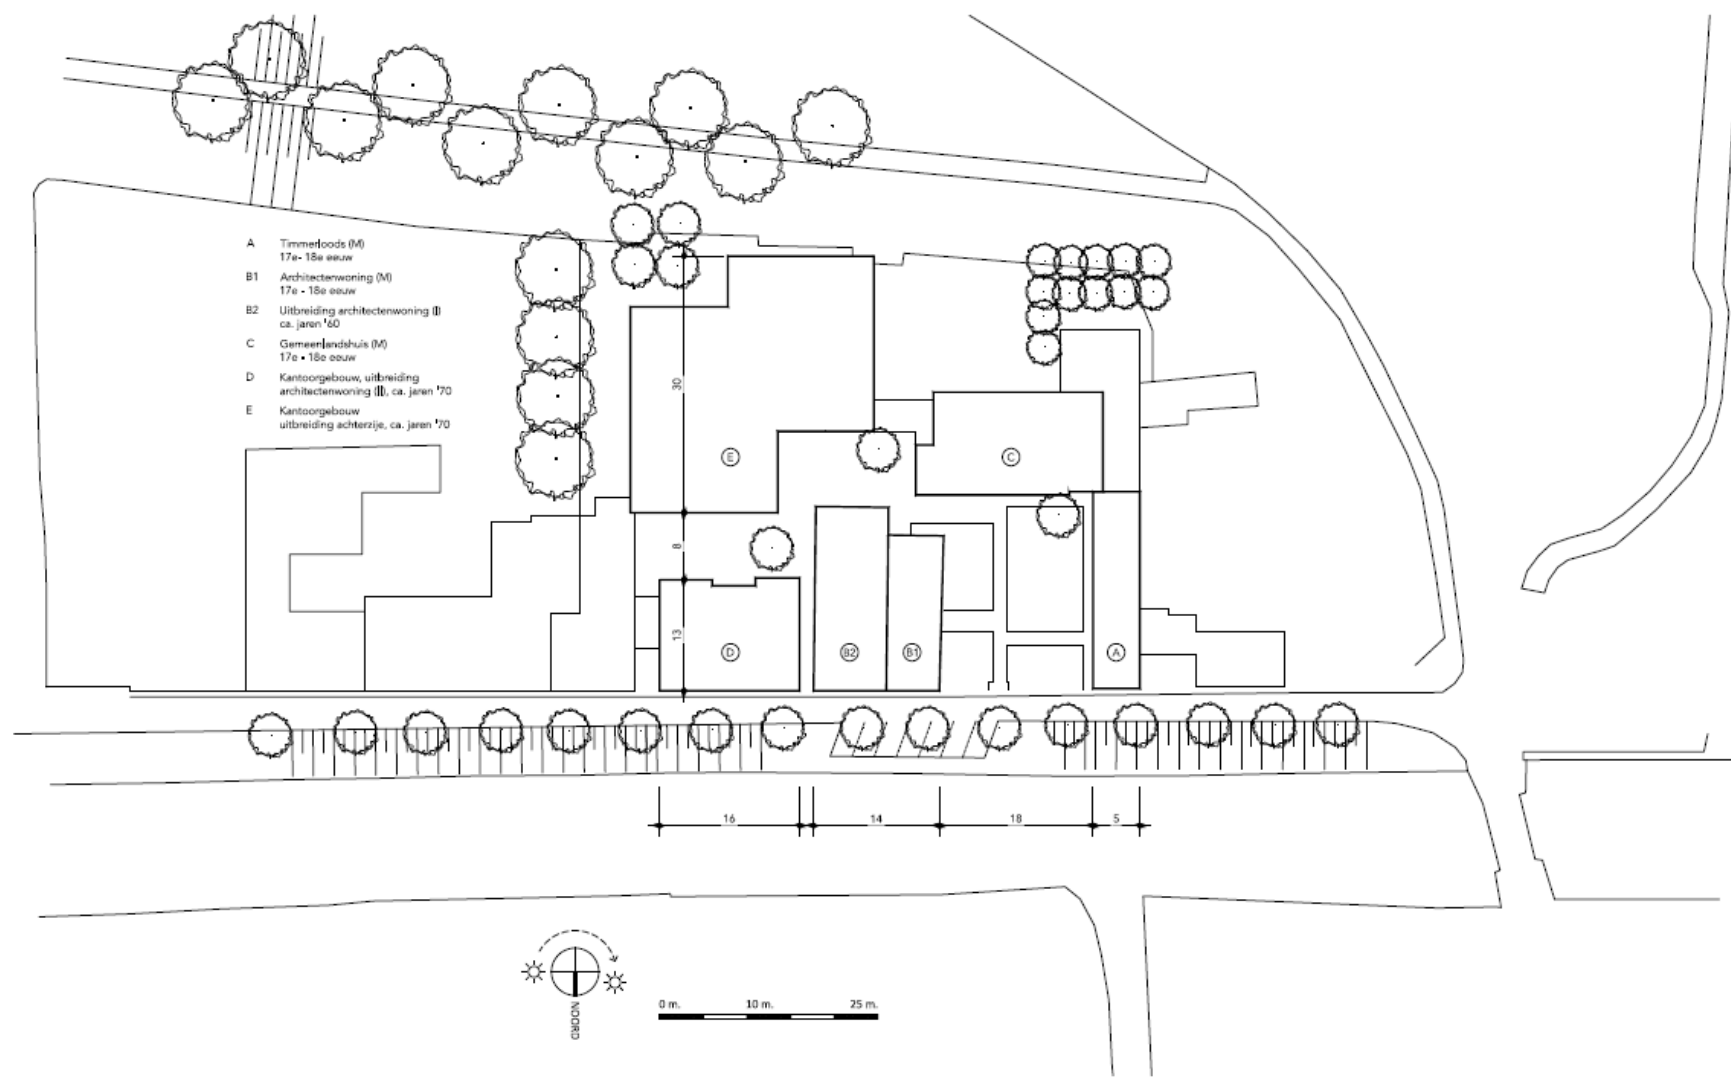 A Timmerloods (M)
17e- 18e eeuw
B1 Architectenwoning (M)
17e - 18e eeuw
B2 Uitbreiding architectenwoning (I)
ca. jaren '60
C Gemeenlandshuis (M)
17e - 18e eeuw
D Kantoorgebouw, uitbreiding
architectenwoning (II), ca. jaren '70
E Kantoorgebouw
uitbreiding achterzije, ca. jaren '70
30
E
C
8
13
D
B2
B1
A
16
14
18
5
NOORD
0 m.
10 m.
25 m.